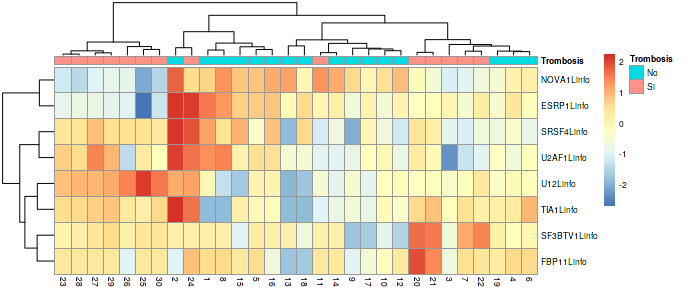 Trombosis
NOVA1Linfo
ESRP1Linfo
SRSF4Linfo
U2AF1Linfo
U12Linfo
TIA1Linfo
SF3BTV1Linfo
FBP11Linfo
23 28 27 29 26 25 30 2 24 1 8 15 5 16 13 18 11 14 9 17 10 12 20 21 3 7 22 19 4 6
2
1
0
-1
-2
Trombosis
No
Si